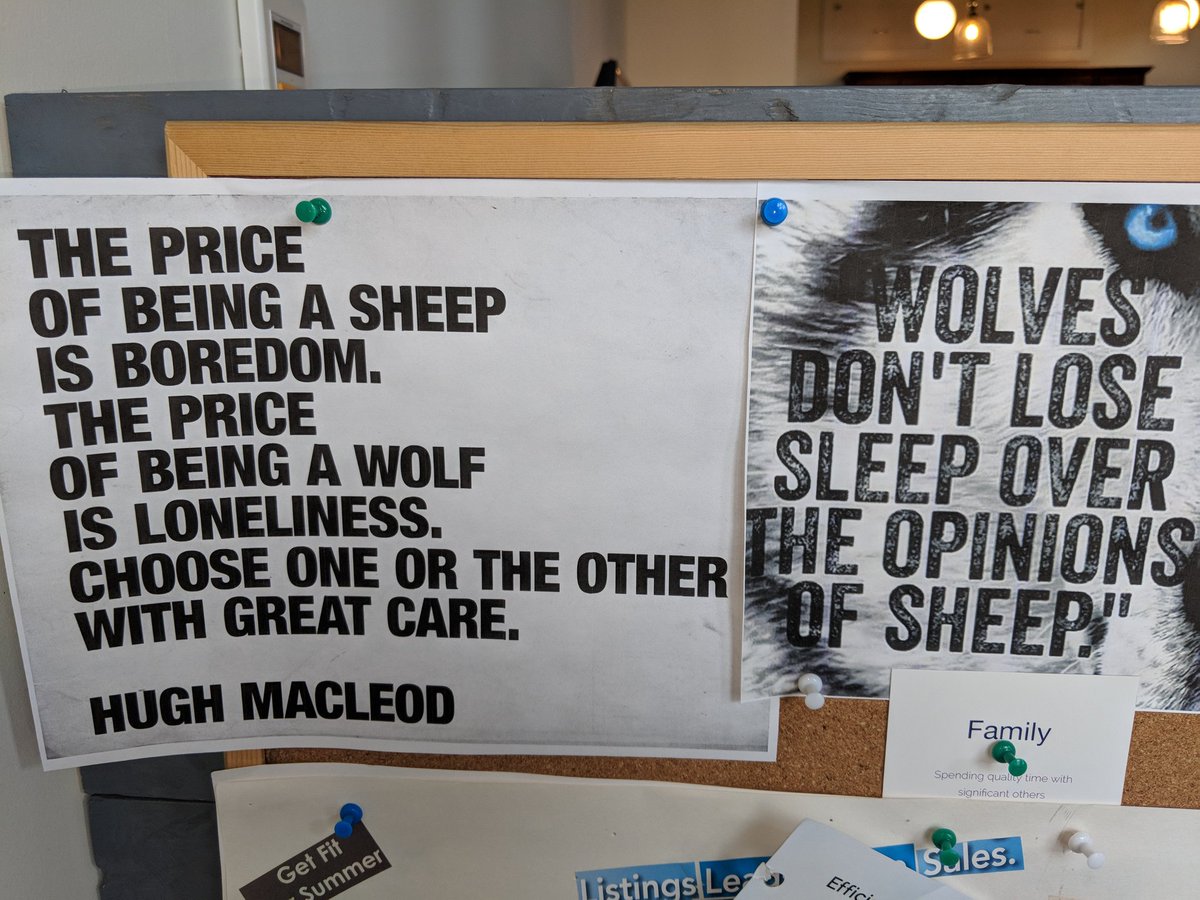 THE PRICE
OF BEING A SHEEP
IS BOREDOM.
THE PRICE
OF BEING A WOLF
IS LONELINESS.
CHOOSE ONE OR THE OTHER
WITH GREAT CARE.
HUGH MACLEOD
WOLVES
DON'T LOSE
SLEEP OVER
THE OPINIONS
OF SHEEP."
Family
Spending quality time with
significant others
Get Fit
Summer
Listings
Sales.